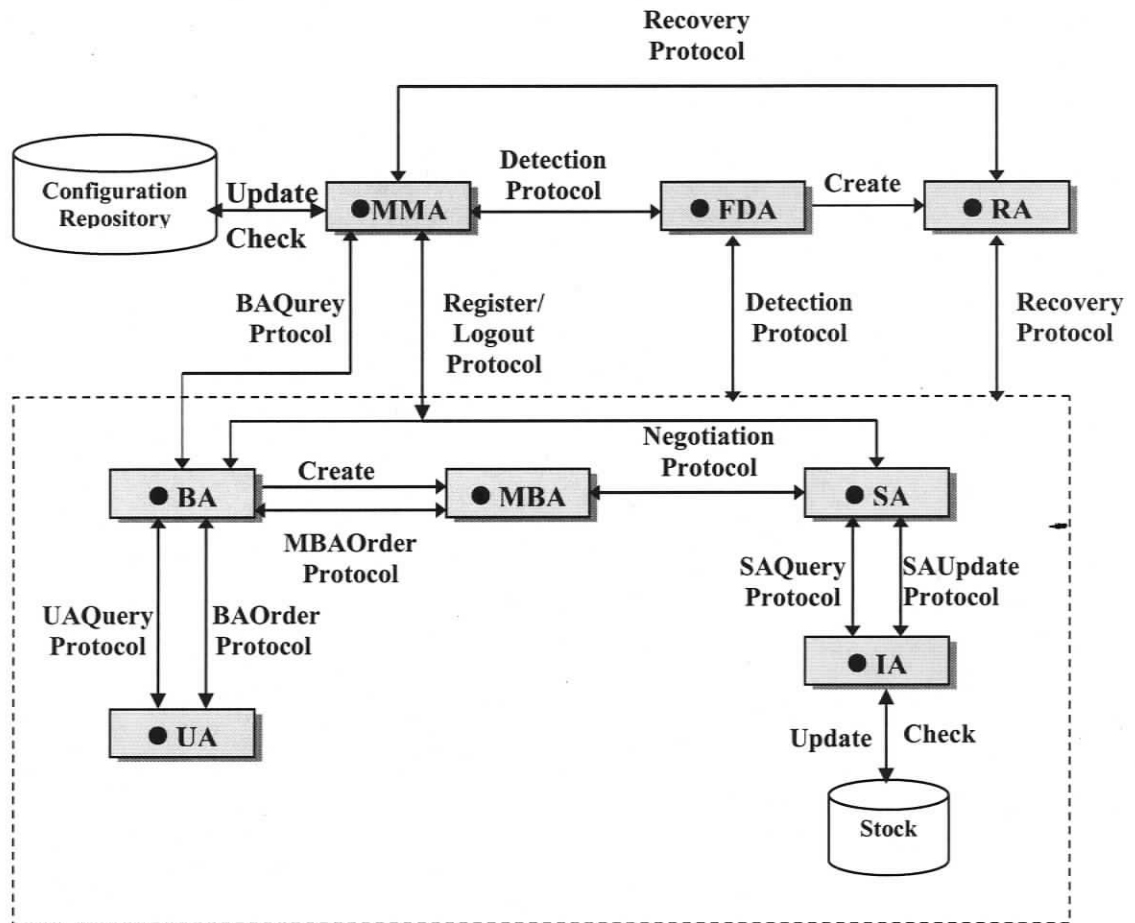 Recovery
Protocol
Detection
Protocol
Create
Configuration
Repository
Update
Check
●MMA
● FDA
● RA
BAQurey
Prtocol
Register/
Logout
Protocol
Detection
Protocol
Recovery
Protocol
Negotiation
Protocol
Create
● BA
● MBA
● SA
MBAOrder
Protocol
SAQuery
Protocol
SAUpdate
Protocol
UAQuery
Protocol
BAOrder
Protocol
● IA
● UA
Update
Check
Stock